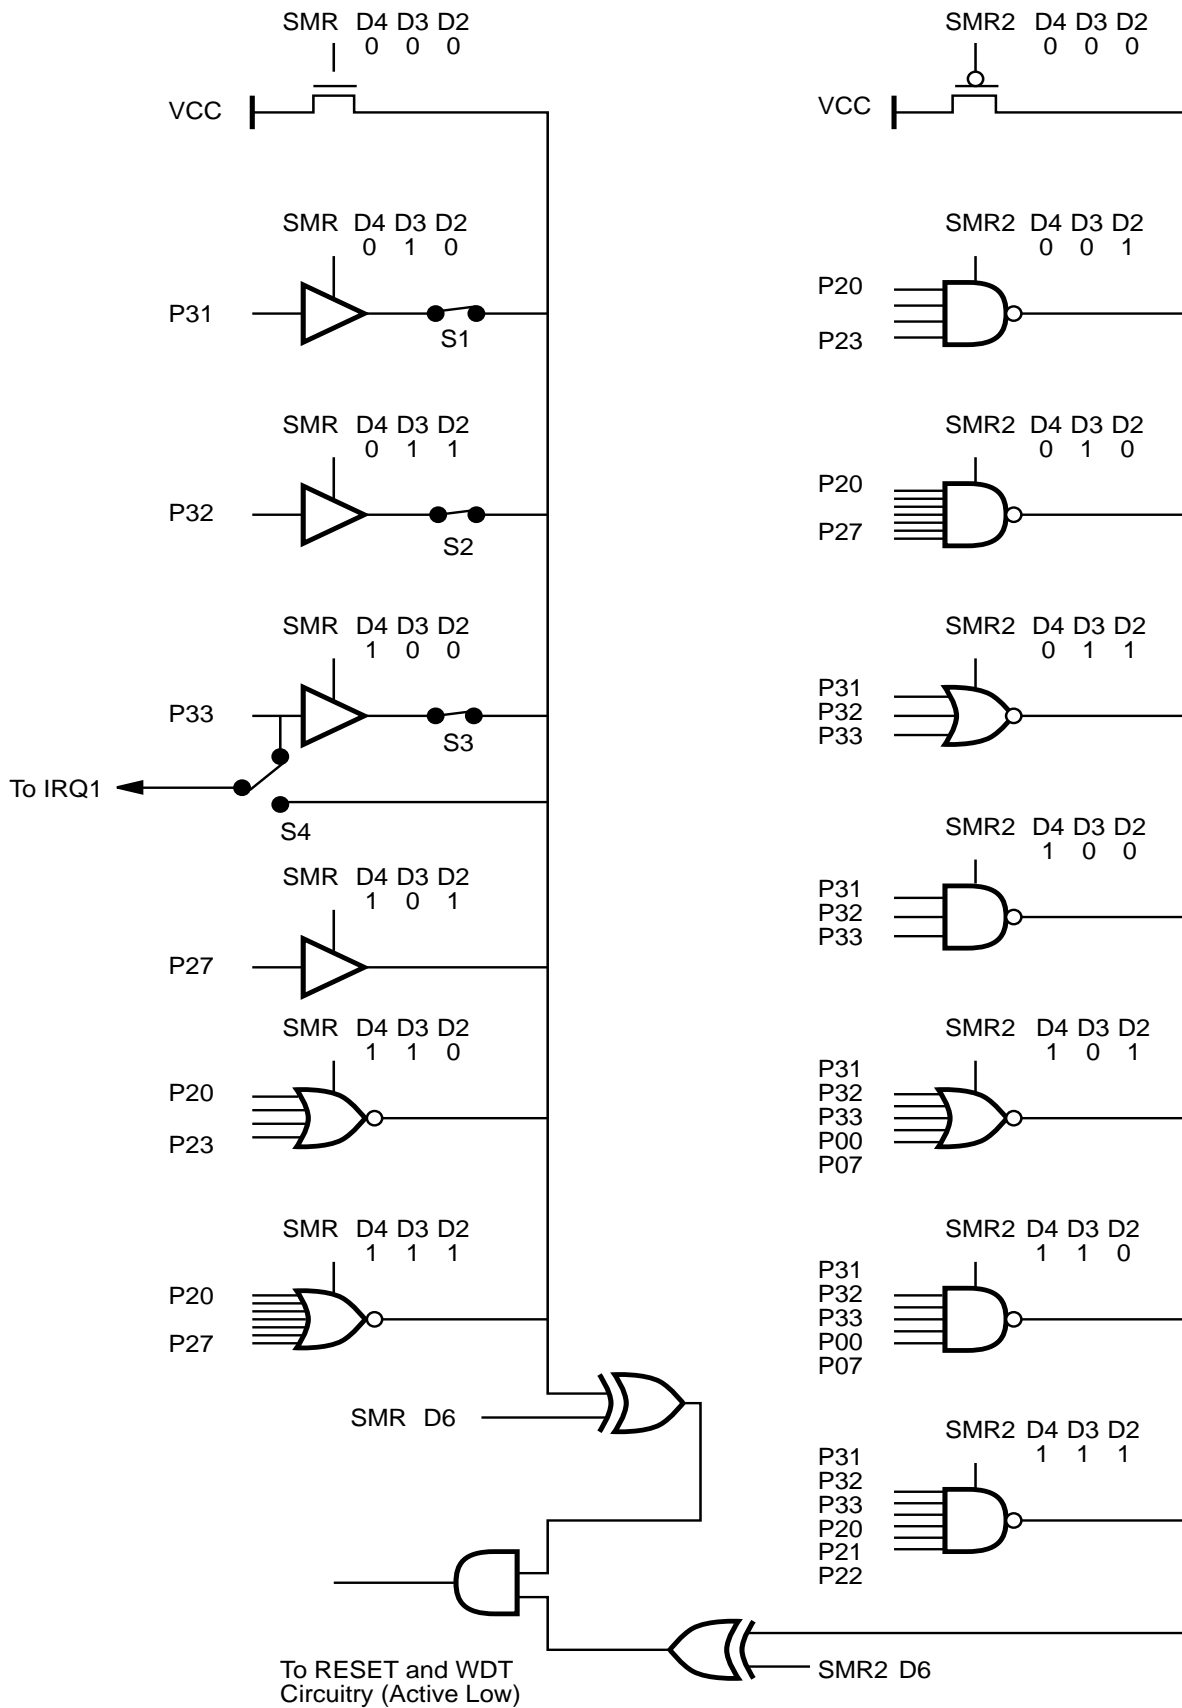 SMR D4 D3 D2
0 0 0
VCC
SMR D4 D3 D2
0 1 0
P31
S1
SMR D4 D3 D2
0 1 1
P32
S2
SMR D4 D3 D2
1 0 0
P33
S3
To IRQ1
S4
SMR D4 D3 D2
1 0 1
P27
SMR D4 D3 D2
1 1 0
P20
P23
SMR D4 D3 D2
1 1 1
P20
P27
SMR D6
To RESET and WDT
Circuitry (Active Low)
SMR2 D4 D3 D2
0 0 0
VCC
SMR2 D4 D3 D2
0 0 1
P20
P23
SMR2 D4 D3 D2
0 1 0
P20
P27
SMR2 D4 D3 D2
0 1 1
P31
P32
P33
SMR2 D4 D3 D2
1 0 0
P31
P32
P33
SMR2 D4 D3 D2
1 0 1
P31
P32
P33
P00
P07
SMR2 D4 D3 D2
1 1 0
P31
P32
P33
P00
P07
SMR2 D4 D3 D2
1 1 1
P31
P32
P33
P20
P21
P22
SMR2 D6